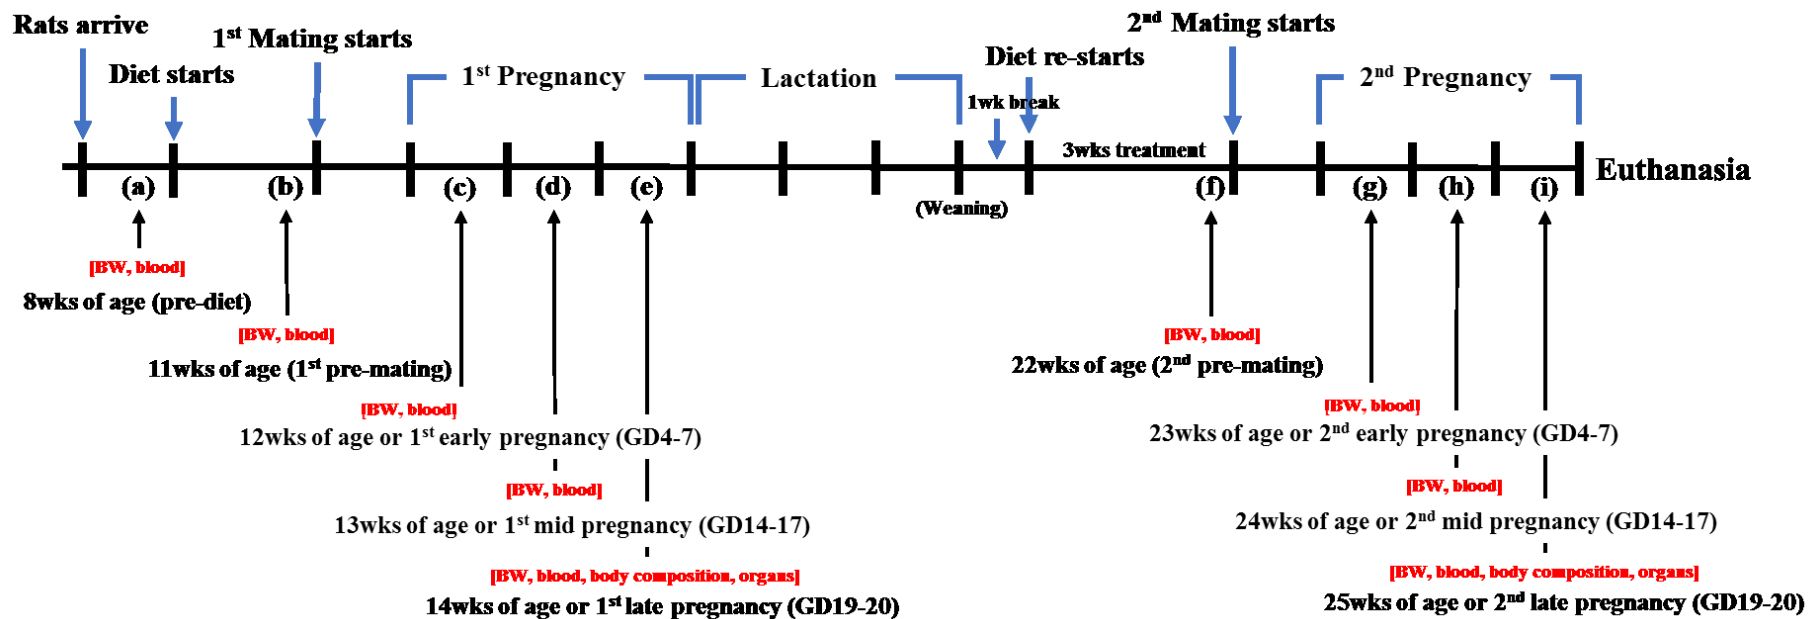 Rats arrive
Diet starts
1st Mating starts
1st Pregnancy
Lactation
1wk break
Diet re-starts
2nd Mating starts
2nd Pregnancy
3wks treatment
(a)
(b)
(c)
(d)
(e)
(Weaning)
(f)
(g)
(h)
(i)
Euthanasia
[BW, blood]
8wks of age (pre-diet)
[BW, blood]
11wks of age (1st pre-mating)
[BW, blood]
12wks of age or 1st early pregnancy (GD4-7)
[BW, blood]
13wks of age or 1st mid pregnancy (GD14-17)
[BW, blood, body composition, organs]
14wks of age or 1st late pregnancy (GD19-20)
[BW, blood]
22wks of age (2nd pre-mating)
[BW, blood]
23wks of age or 2nd early pregnancy (GD4-7)
[BW, blood]
24wks of age or 2nd mid pregnancy (GD14-17)
[BW, blood, body composition, organs]
25wks of age or 2nd late pregnancy (GD19-20)